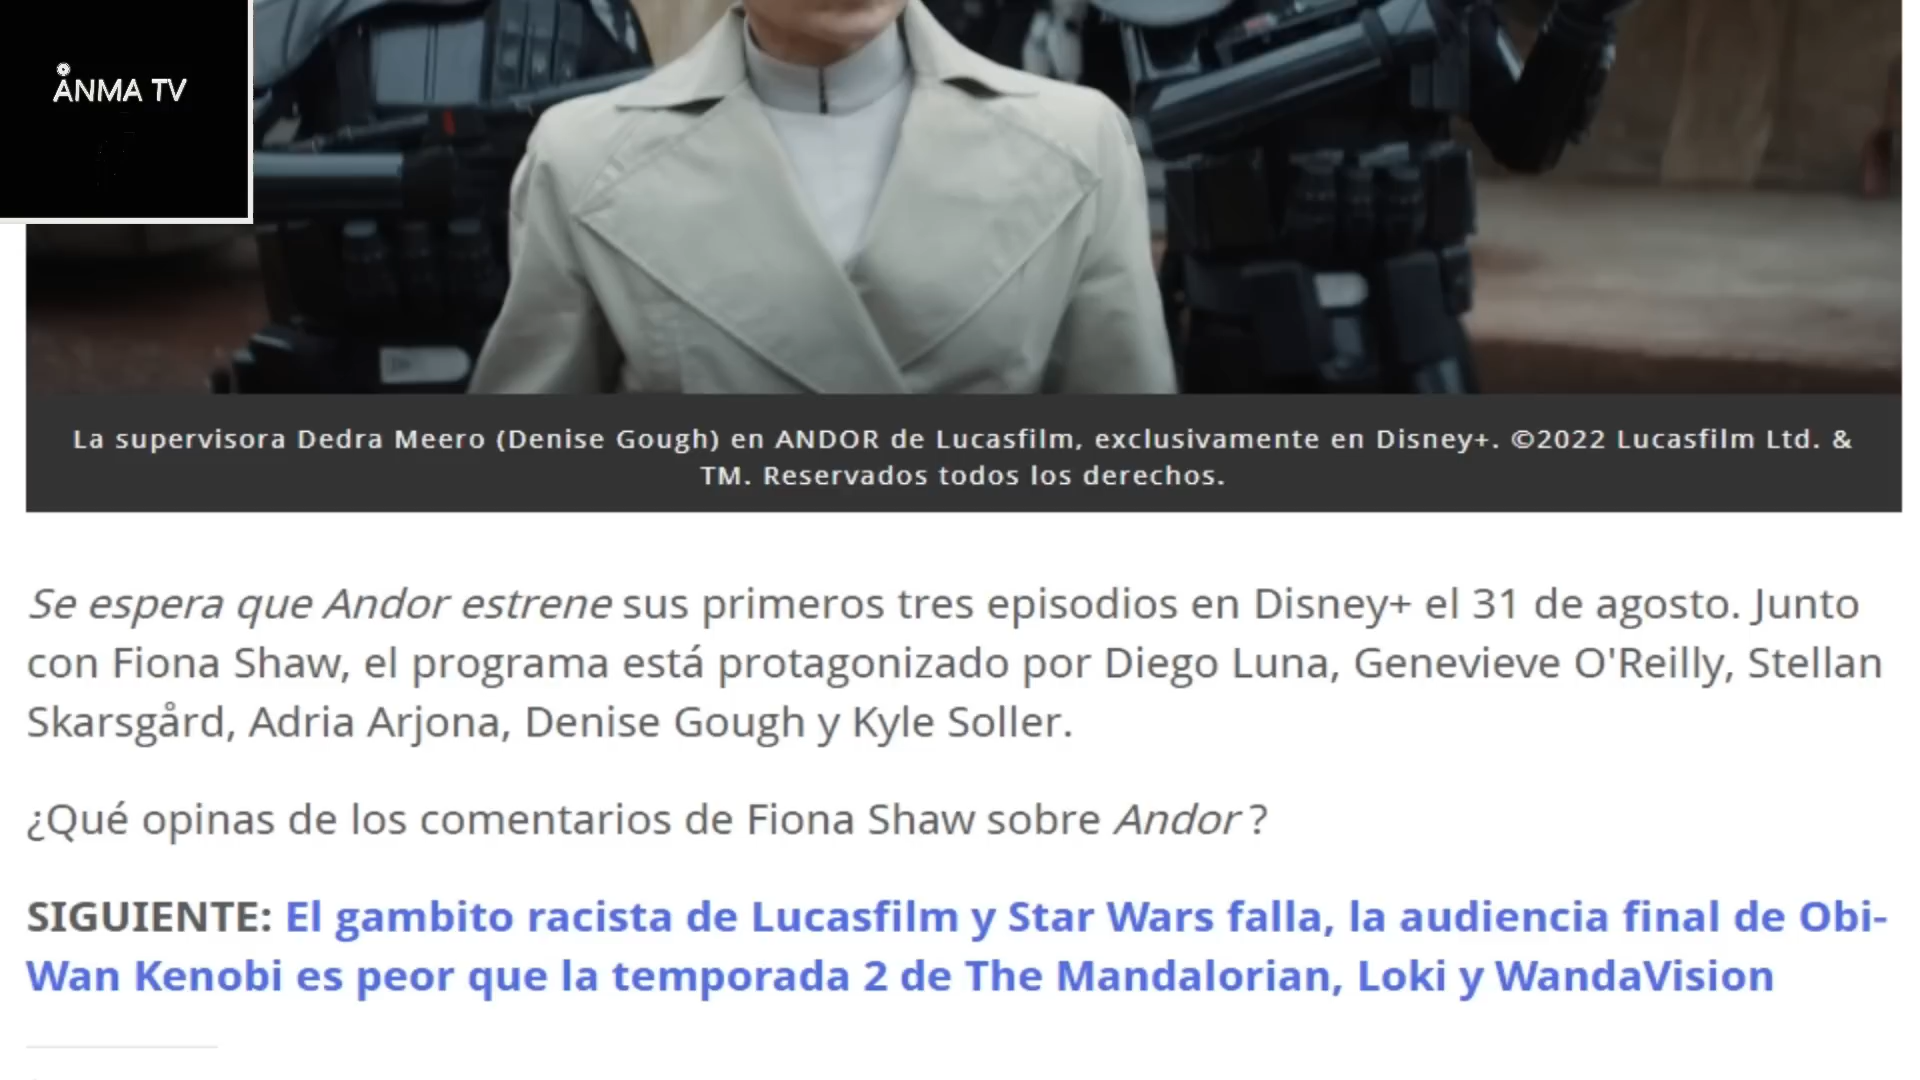 ÅNMA TV
La supervisora Dedra Meero (Denise Gough) en ANDOR de Lucasfilm, exclusivamente en Disney+. ©2022 Lucasfilm Ltd. &
TM. Reservados todos los derechos.
Se espera que Andor estrene sus primeros tres episodios en Disney+ el 31 de agosto. Junto
con Fiona Shaw, el programa está protagonizado por Diego Luna, Genevieve O'Reilly, Stellan
Skarsgård, Adria Arjona, Denise Gough y Kyle Soller.
¿Qué opinas de los comentarios de Fiona Shaw sobre Andor ?
SIGUIENTE: El gambito racista de Lucasfilm y Star Wars falla, la audiencia final de Obi-
Wan Kenobi es peor que la temporada 2 de The Mandalorian, Loki y WandaVision